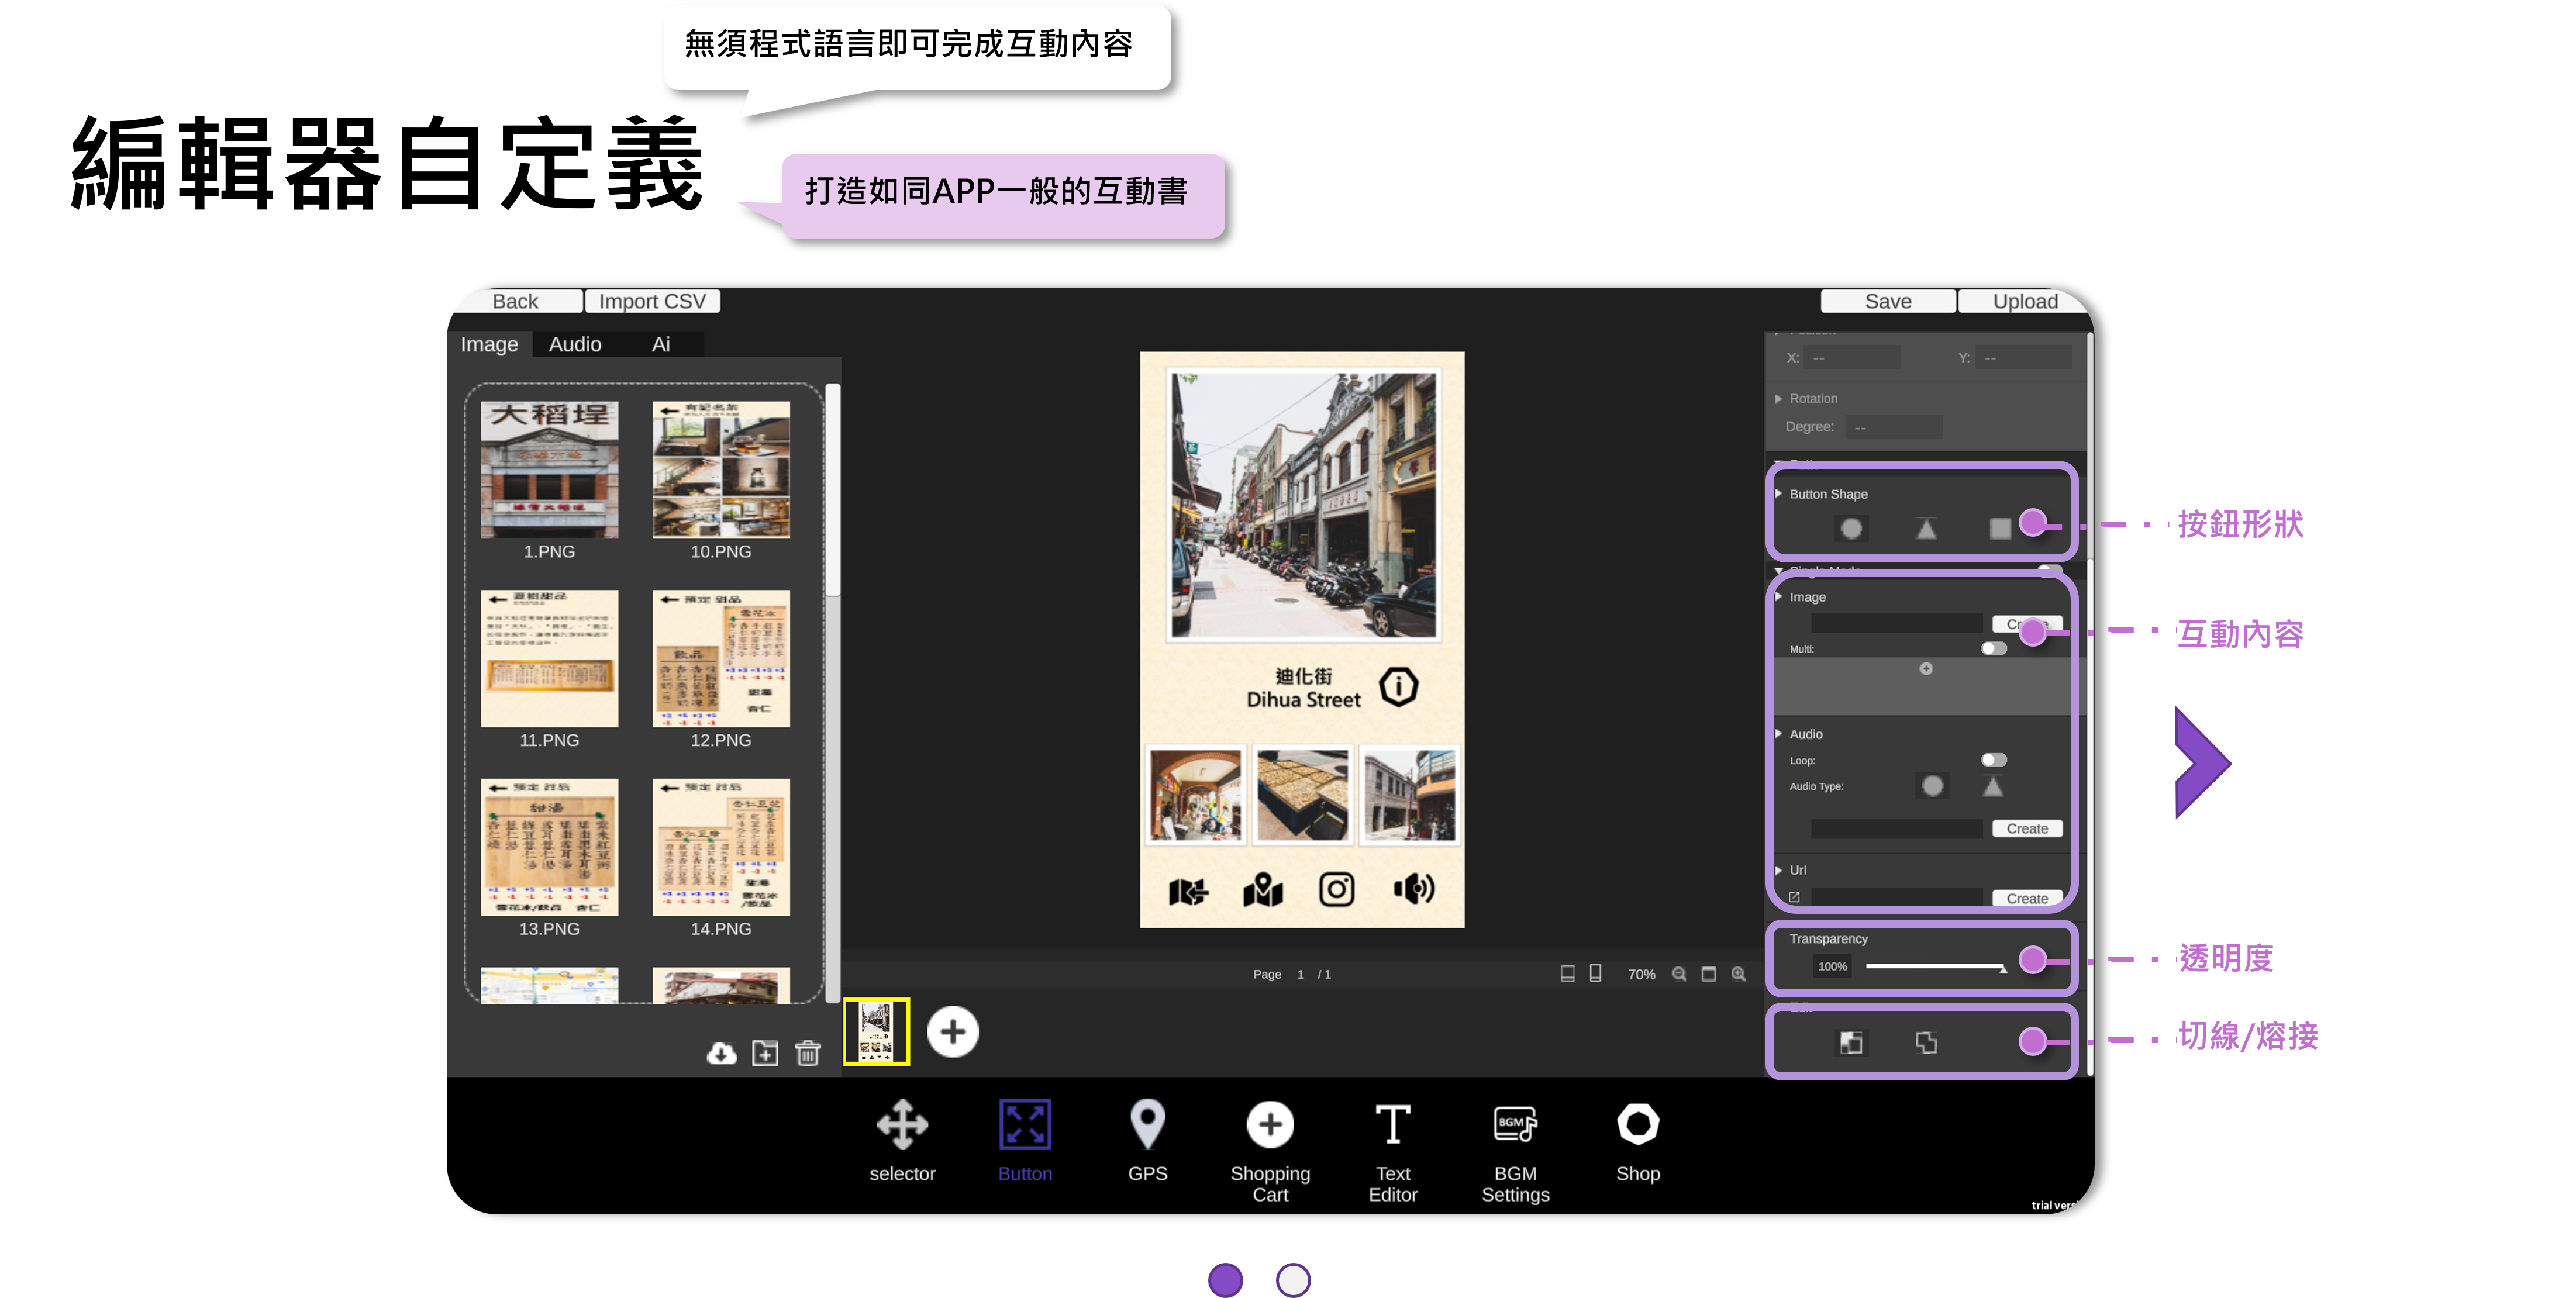 無須程式語言即可完成互動內容
編輯器自定義
打造如同APP一般的互動書
Back
Import CSV
Save
Upload
Image
Audio
Ai
大稻埕
1.PNG
10.PNG
11.PNG
12.PNG
甜湯
13.PNG
14.PNG
迪化街
Dihua Street
Page 1 / 1
70%
X: --
Y: --
Rotation
Degree: --
Button Shape
按鈕形狀
Image
互動內容
Multi:
Audio
Loop:
Audio Type:
Create
Url
Create
Transparency
100%
透明度
切線/熔接
selector
Button
GPS
Shopping
Cart
Text
Editor
BGM
BGM
Settings
Shop